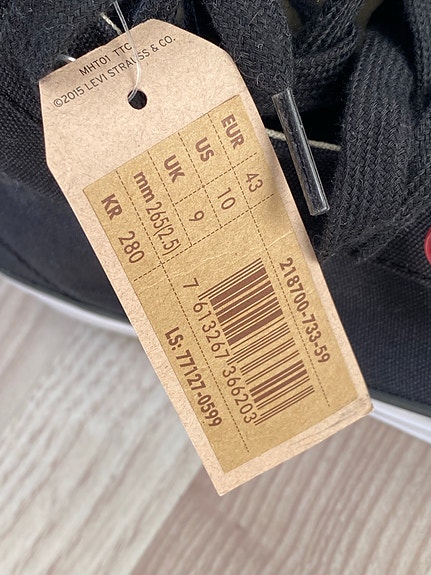 MHT01 TTC
©2015 LEVI STRAUSS & CO.
EUR 43
US 10
UK 9
mm 265(2.5)
KR 280
218700-733-59
7 613267 366203
LS: 77127-0599